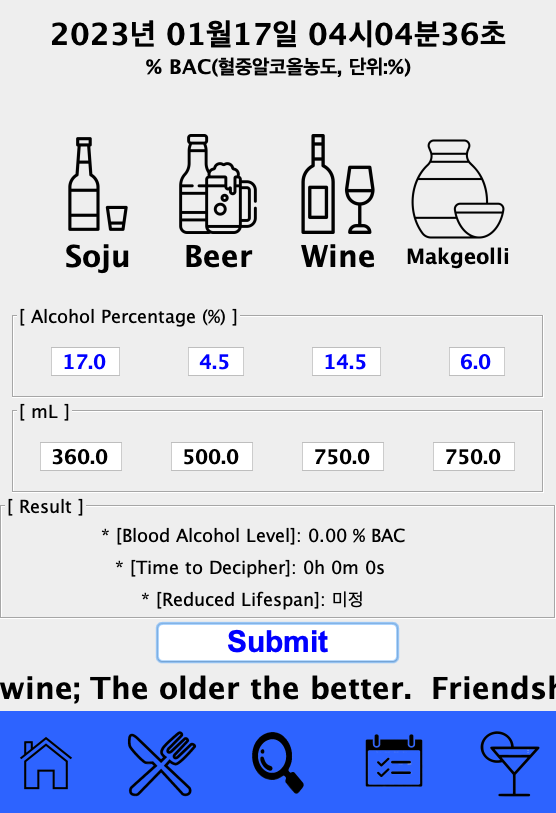 2023년 01월17일 04시04분36초
% BAC(혈중알코올농도, 단위:%)
Soju Beer Wine Makgeolli
[ Alcohol Percentage (%) ]
17.0 4.5 14.5 6.0
[ mL ]
360.0 500.0 750.0 750.0
[ Result ]
* [Blood Alcohol Level]: 0.00 % BAC
* [Time to Decipher]: 0h 0m 0s
* [Reduced Lifespan]: 미정
Submit
wine; The older the better. Friendsh